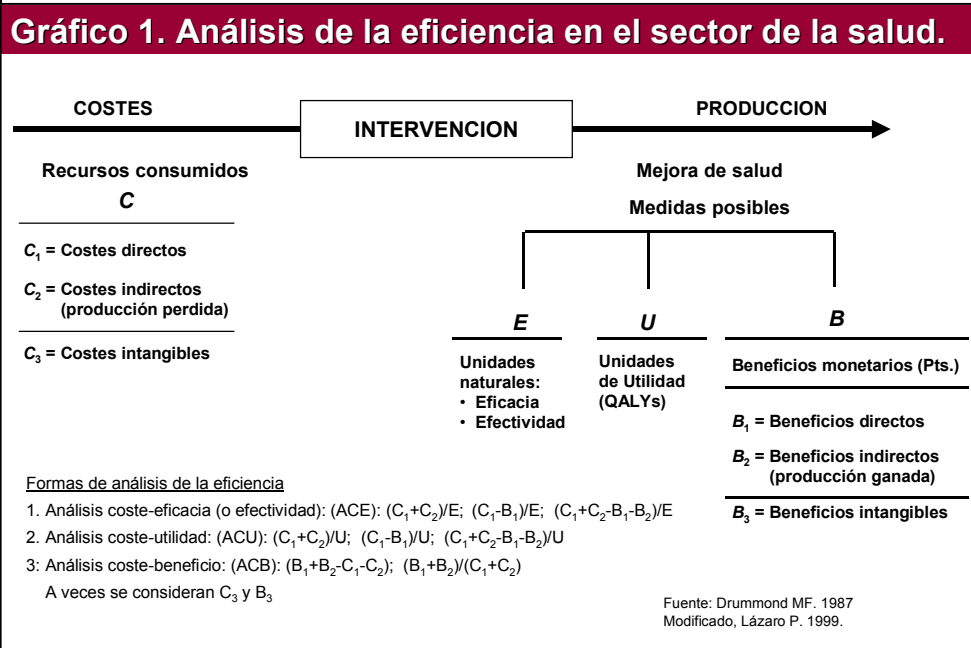 Gráfico 1. Análisis de la eficiencia en el sector de la salud.
COSTES
INTERVENCION
PRODUCCION
Recursos consumidos
C
C₁ = Costes directos
C₂ = Costes indirectos
(producción perdida)
C₃ = Costes intangibles
Mejora de salud
Medidas posibles
E
Unidades
naturales:
• Eficacia
• Efectividad
U
Unidades
de Utilidad
(QALYs)
B
Beneficios monetarios (Pts.)
B₁ = Beneficios directos
B₂ = Beneficios indirectos
(producción ganada)
B₃ = Beneficios intangibles
Formas de análisis de la eficiencia
1. Análisis coste-eficacia (o efectividad): (ACE): (C₁+C₂)/E; (C₁-B₁)/E; (C₁+C₂-B₁-B₂)/E
2. Análisis coste-utilidad: (ACU): (C₁+C₂)/U; (C₁-B₁)/U; (C₁+C₂-B₁-B₂)/U
3: Análisis coste-beneficio: (ACB): (B₁+B₂-C₁-C₂); (B₁+B₂)/(C₁+C₂)
A veces se consideran C₃ y B₃
Fuente: Drummond MF. 1987
Modificado, Lázaro P. 1999.